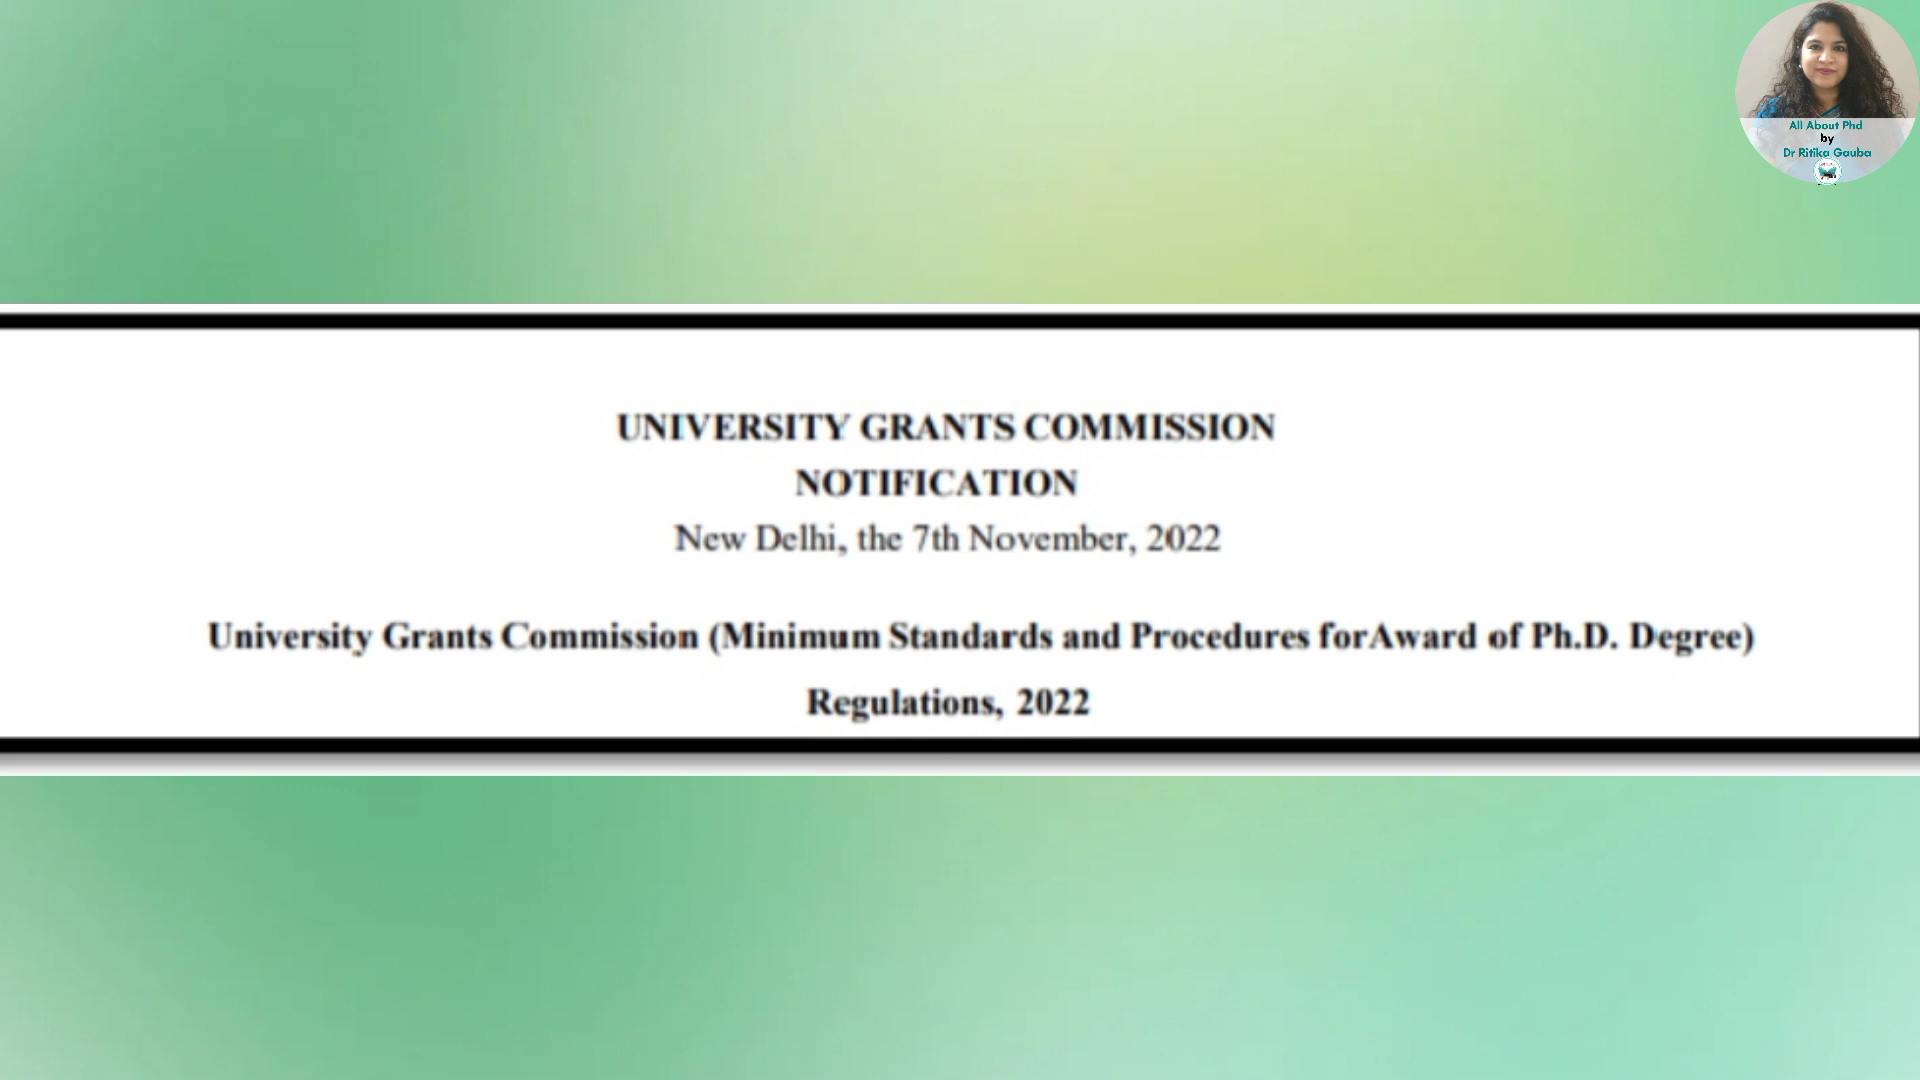 All About Phd
by
Dr Ritika Gauba
UNIVERSITY GRANTS COMMISSION
NOTIFICATION
New Delhi, the 7th November, 2022
University Grants Commission (Minimum Standards and Procedures forAward of Ph.D. Degree)
Regulations, 2022